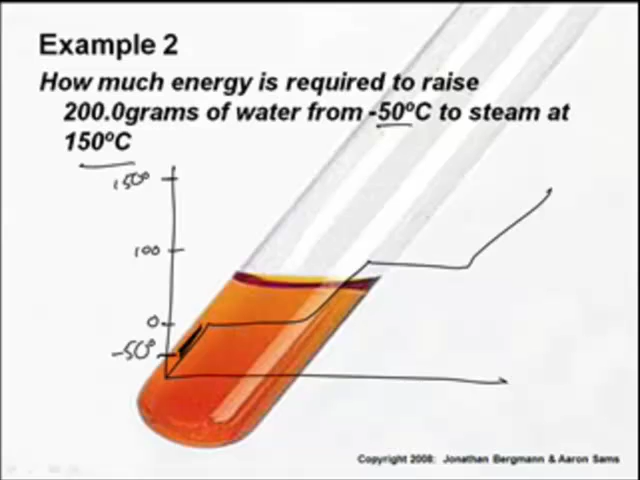 Example 2
How much energy is required to raise
200.0grams of water from -50ºC to steam at
150ºC
150°
100
0
-50°
Copyright 2008: Jonathan Bergmann & Aaron Sams